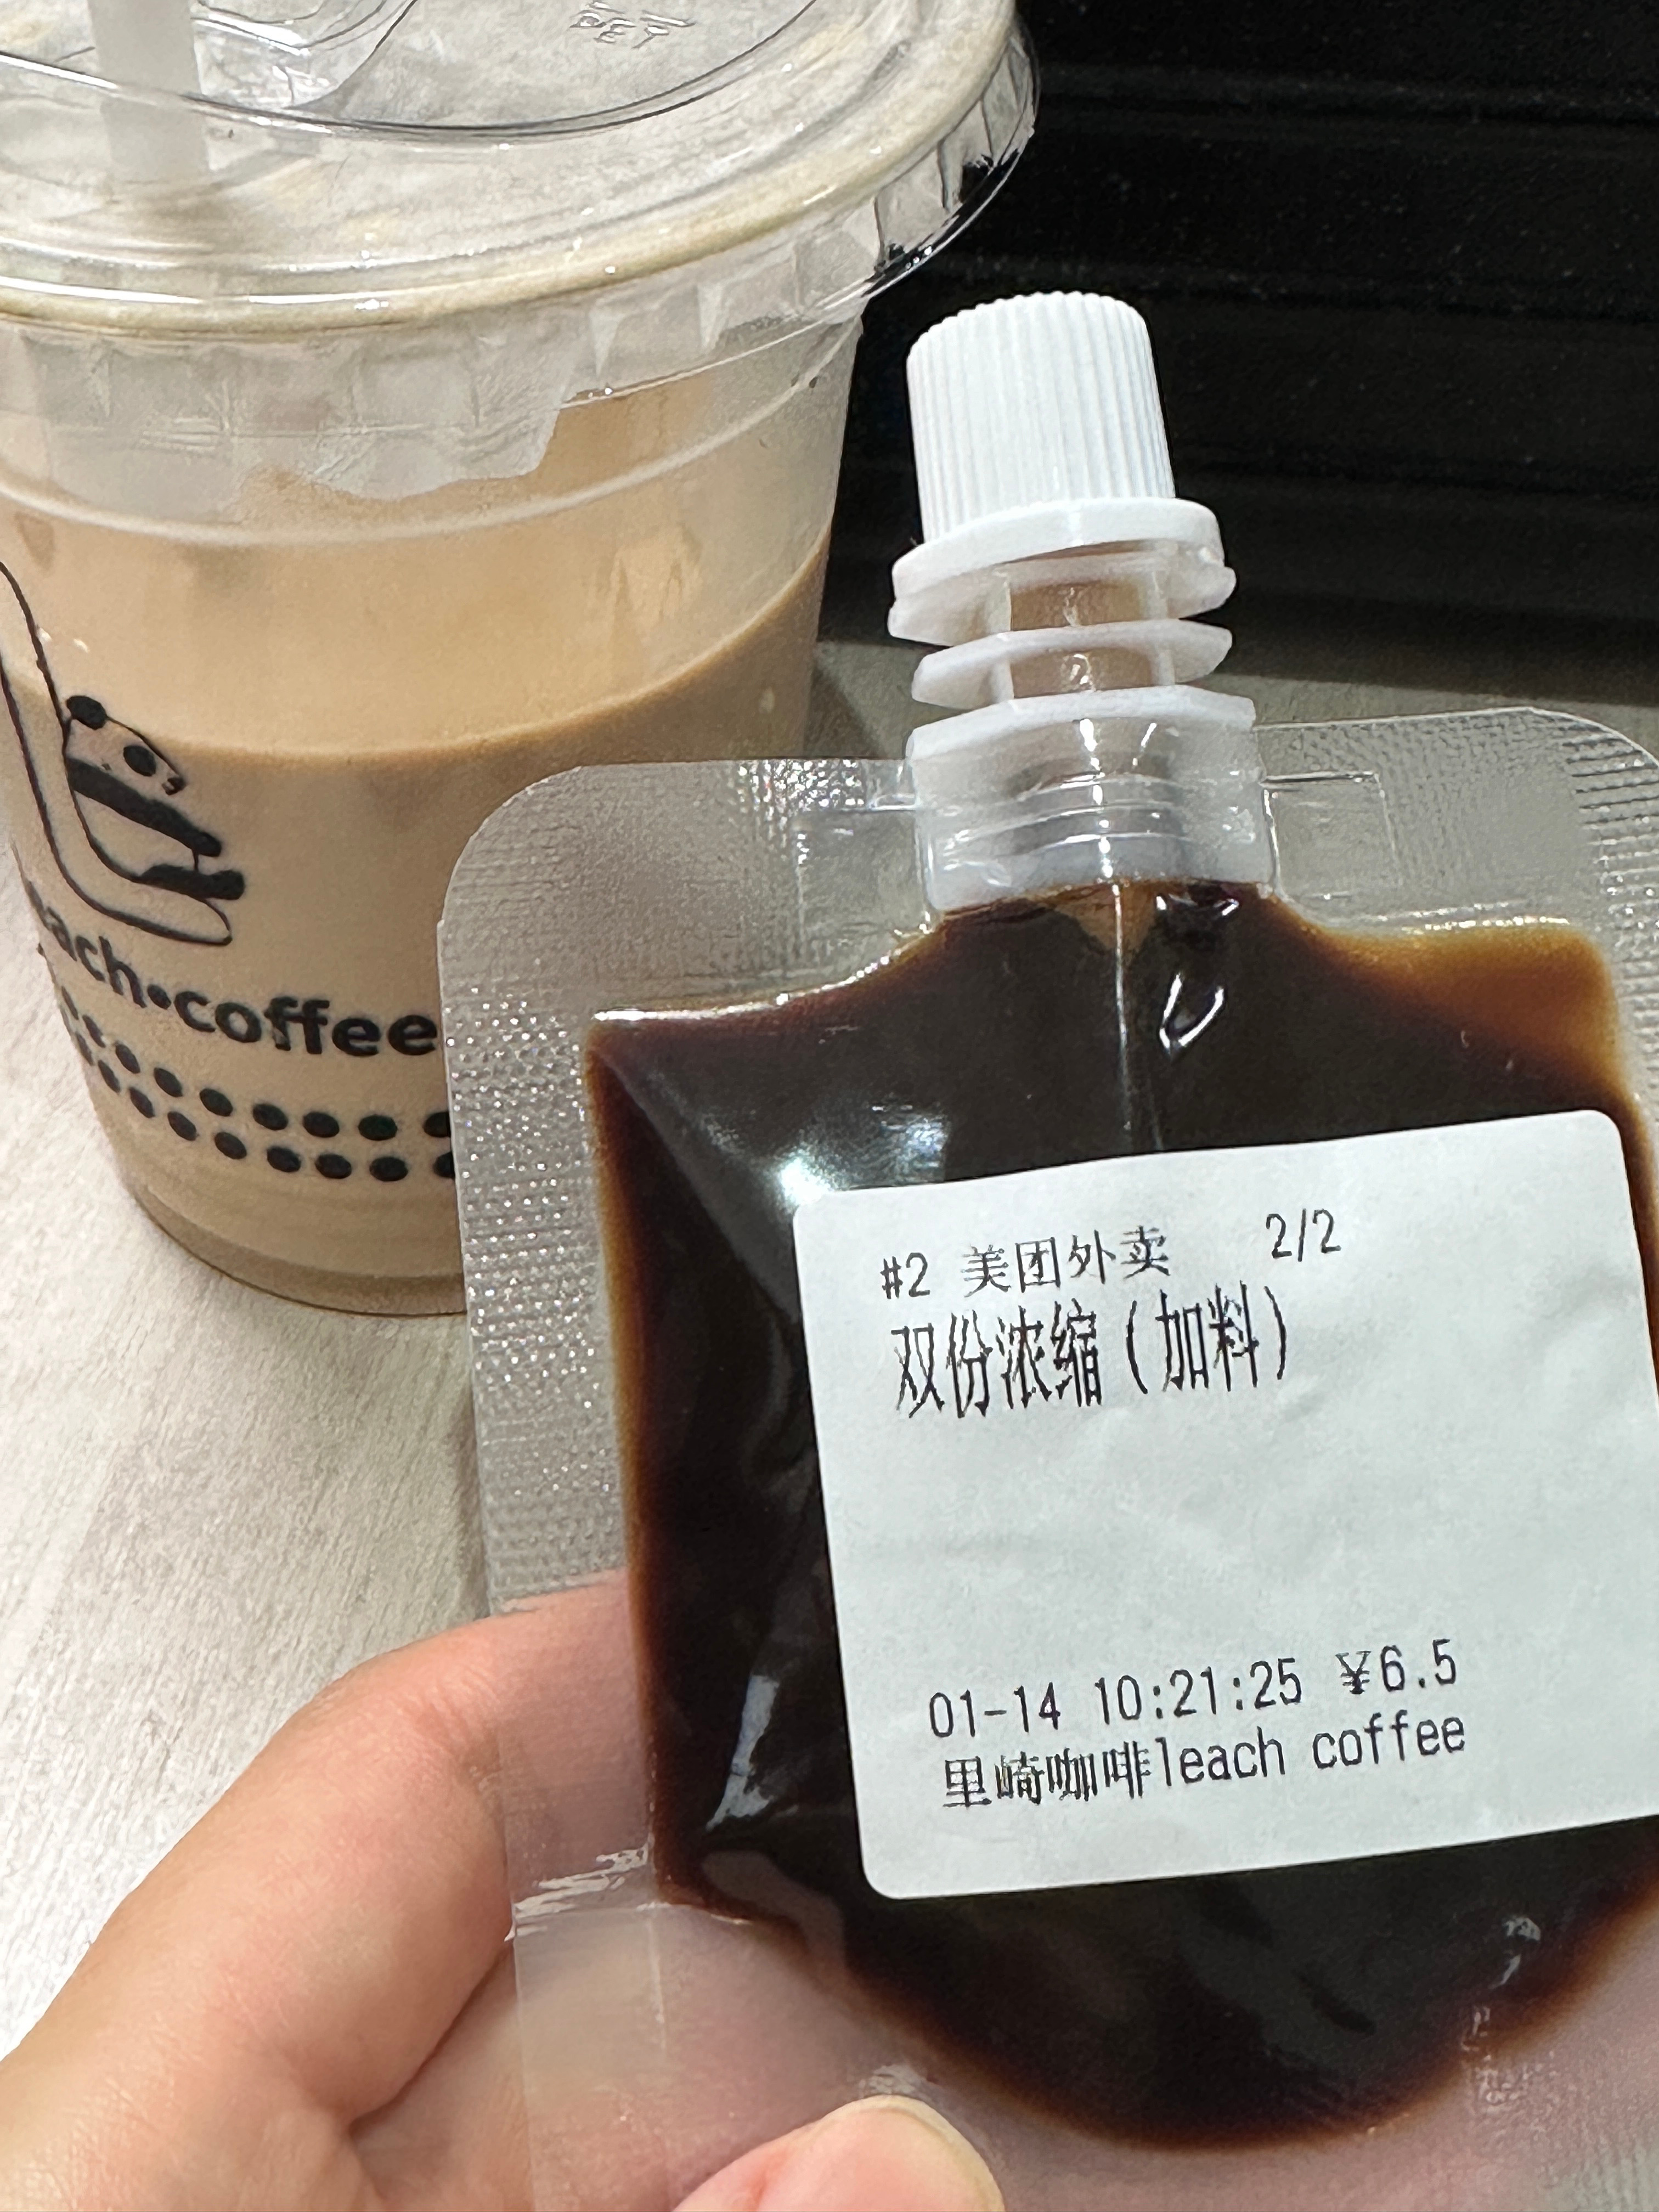 each•coffee
#2 美团外卖 2/2
双份浓缩（加料）
01-14 10:21:25 ¥6.5
里崎咖啡leach coffee